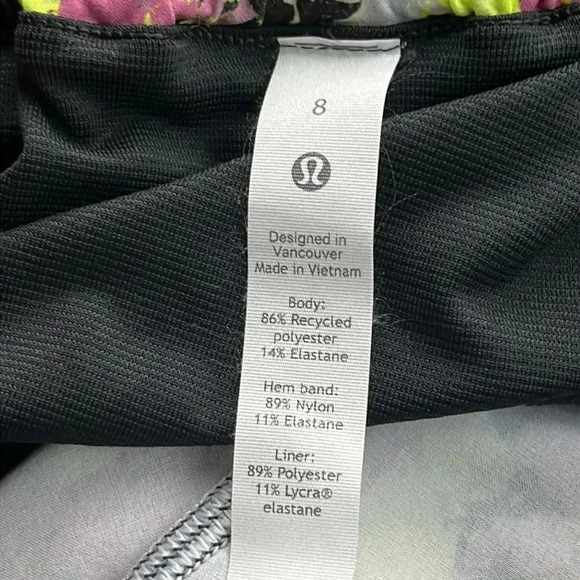 8
Designed in
Vancouver
Made in Vietnam
Body:
86% Recycled
polyester
14% Elastane
Hem band:
89% Nylon
11% Elastane
Liner:
89% Polyester
11% Lycra®
elastane